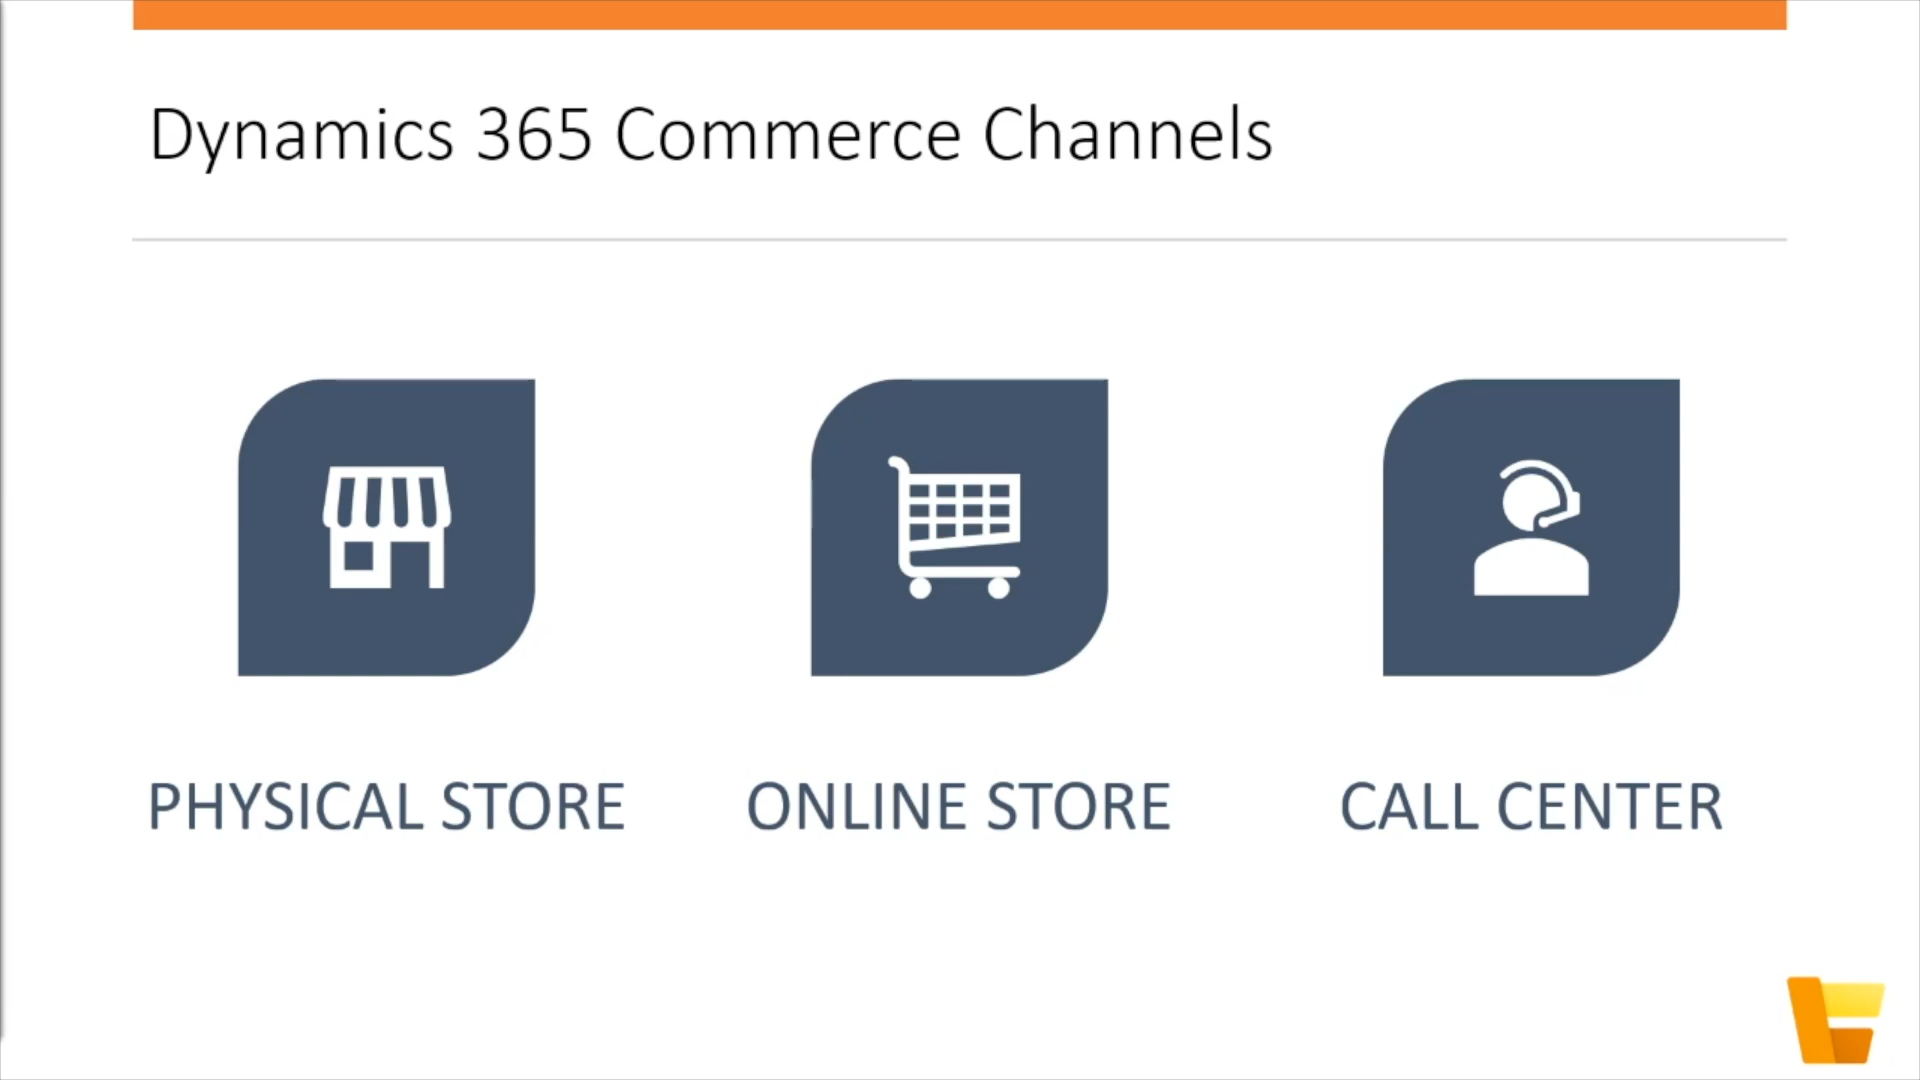 Dynamics 365 Commerce Channels
PHYSICAL STORE
ONLINE STORE
CALL CENTER